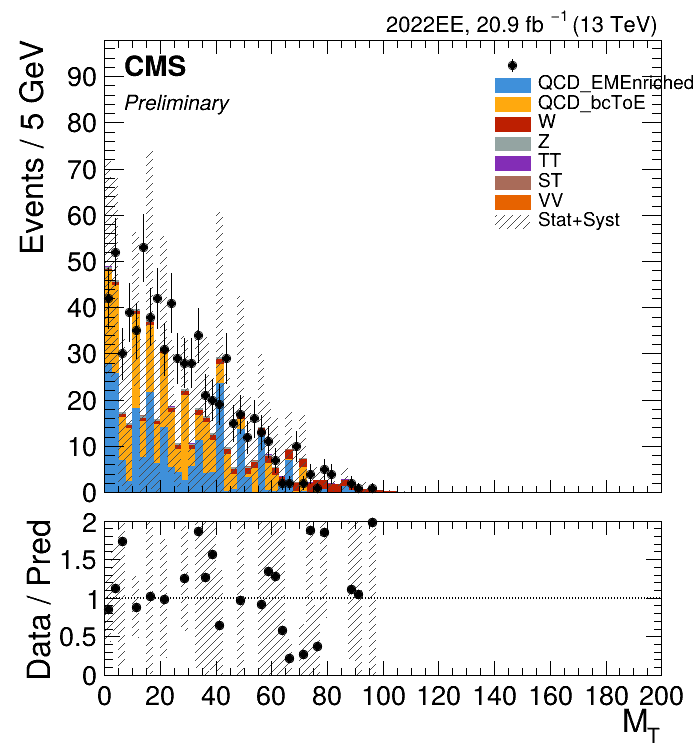 2022EE, 20.9 fb⁻¹ (13 TeV)
CMS
Preliminary
QCD_EMEnriched
QCD_bcToE
W
Z
TT
ST
VV
Stat+Syst
Events / 5 GeV
90
80
70
60
50
40
30
20
10
0
Data / Pred
2
1.5
1
0.5
0
0 20 40 60 80 100 120 140 160 180 200
M_T